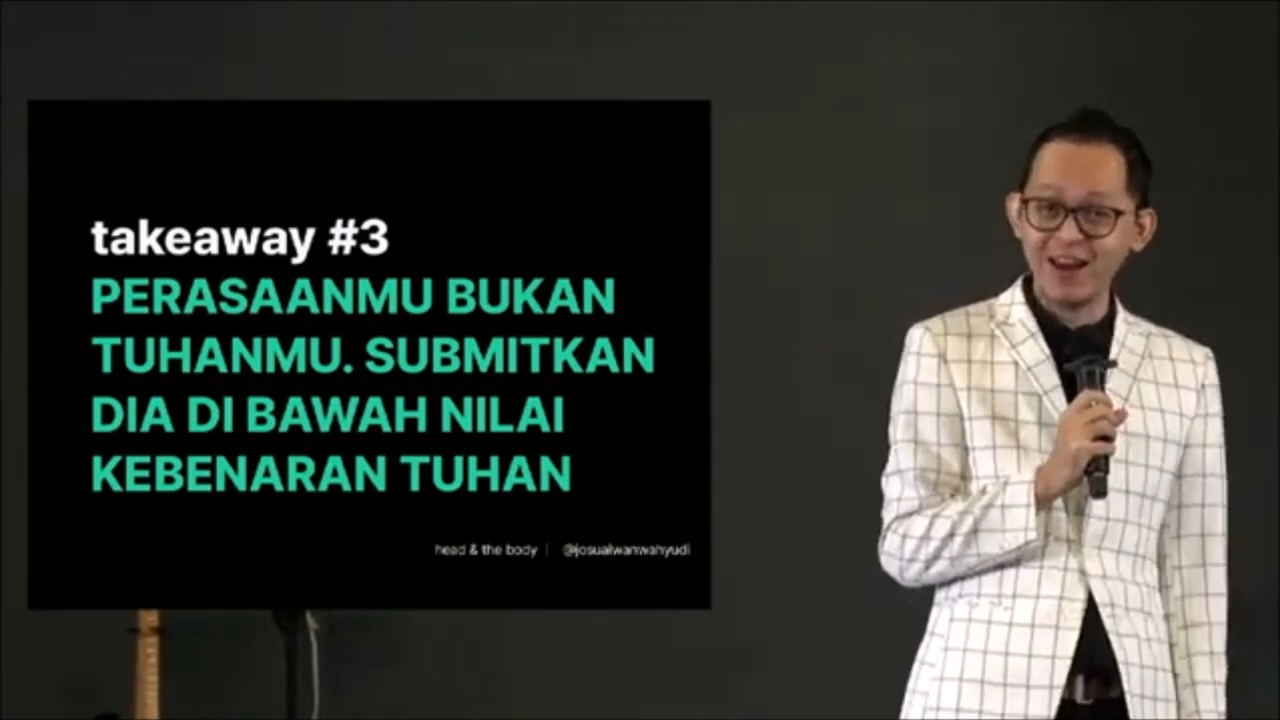 takeaway #3
PERASAANMU BUKAN
TUHANMU. SUBMITKAN
DIA DI BAWAH NILAI
KEBENARAN TUHAN
head & the body | @josuaiwanwahyudi